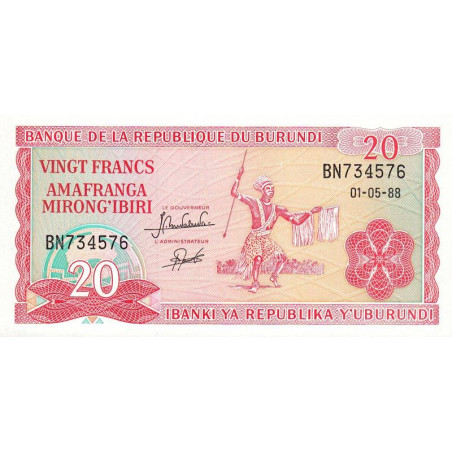 BANQUE DE LA REPUBLIQUE DU BURUNDI 20
VINGT FRANCS
BN734576
AMAFRANGA
MIRONG'IBIRI
LE GOUVERNEUR
01-05-88
BN734576
L'ADMINISTRATEUR
20
IBANKI YA REPUBLIKA Y'UBURUNDI